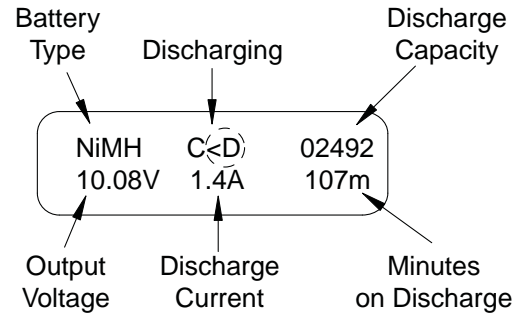 Battery Type
Discharging
Discharge Capacity
NiMH C<D 02492
10.08V 1.4A 107m
Output Voltage
Discharge Current
Minutes on Discharge